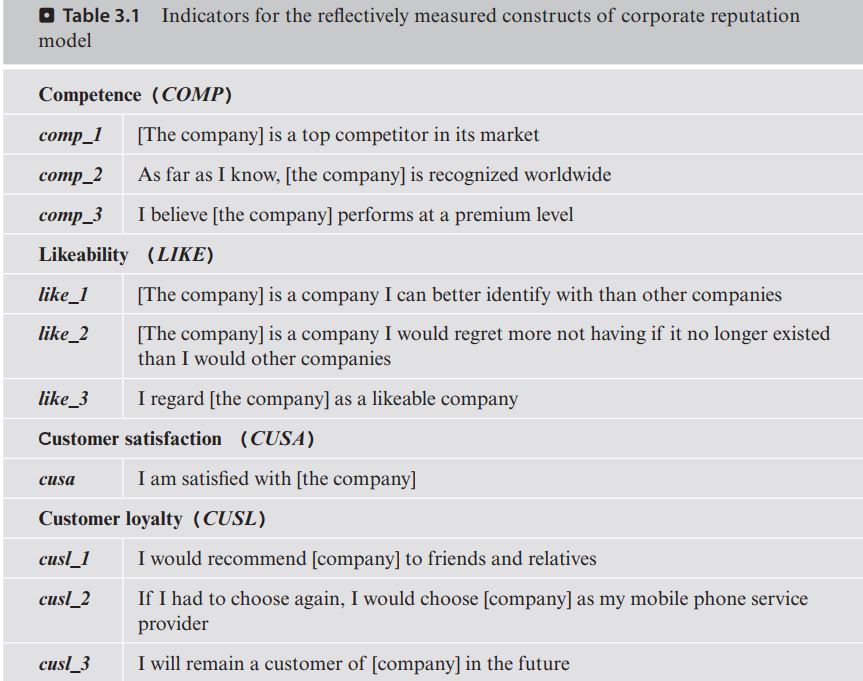 Table 3.1 Indicators for the reflectively measured constructs of corporate reputation
model
Competence (COMP)
comp_1 [The company] is a top competitor in its market
comp_2 As far as I know, [the company] is recognized worldwide
comp_3 I believe [the company] performs at a premium level
Likeability (LIKE)
like_1 [The company] is a company I can better identify with than other companies
like_2 [The company] is a company I would regret more not having if it no longer existed
than I would other companies
like_3 I regard [the company] as a likeable company
Customer satisfaction (CUSA)
cusa I am satisfied with [the company]
Customer loyalty (CUSL)
cusl_1 I would recommend [company] to friends and relatives
cusl_2 If I had to choose again, I would choose [company] as my mobile phone service
provider
cusl_3 I will remain a customer of [company] in the future